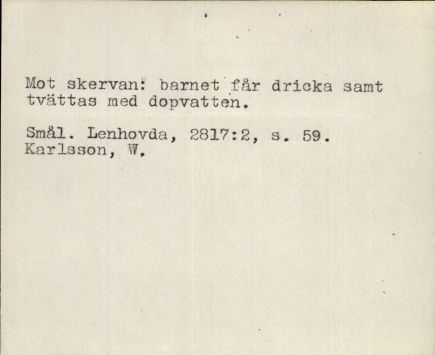 Mot skervan: barnet får dricka samt
tvättas med dopvatten.
Smål. Lenhovda, 2817:2, s. 59.
Karlsson, W.